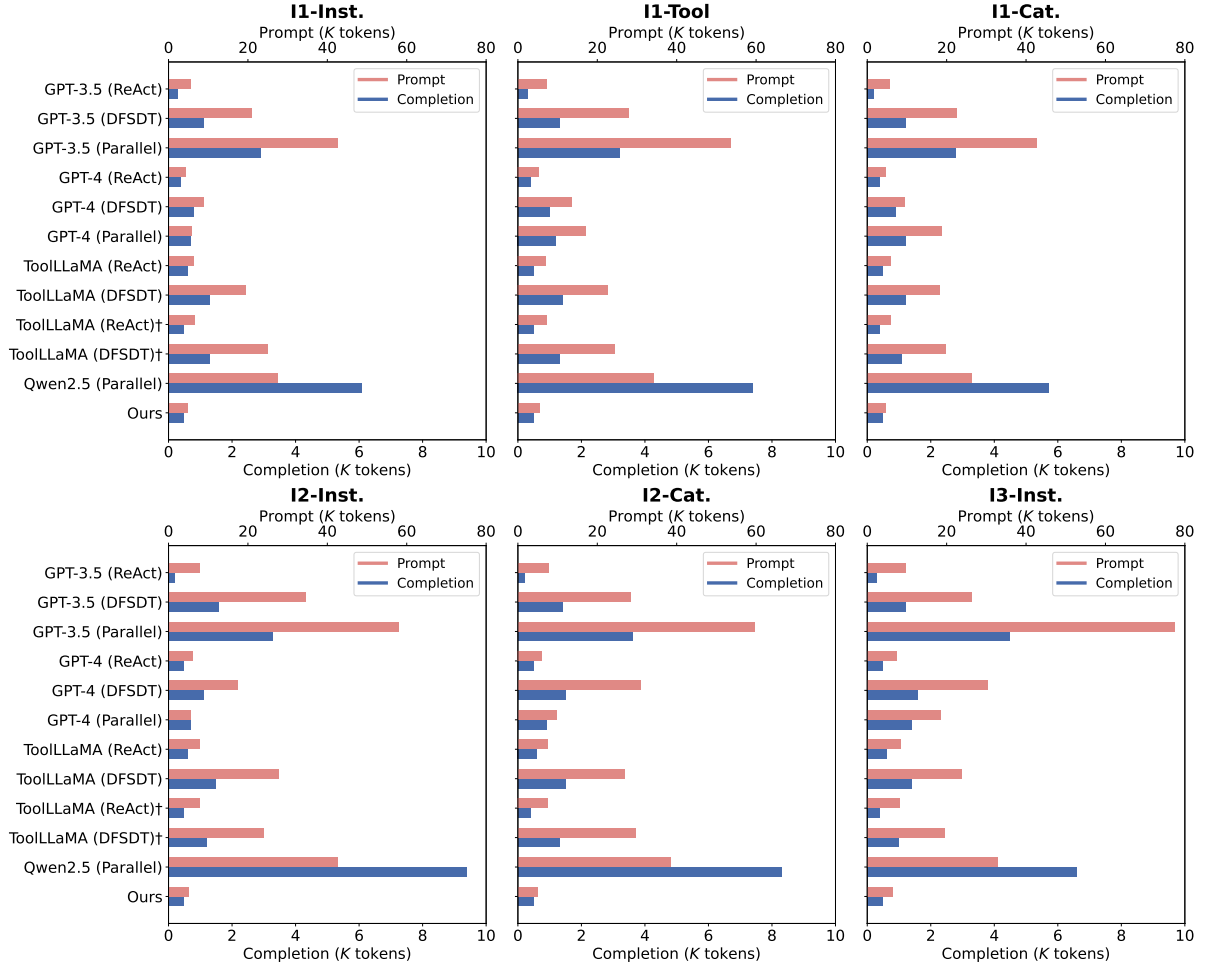 I1-Inst. I1-Tool I1-Cat.
Prompt (K tokens) Prompt (K tokens) Prompt (K tokens)
0 20 40 60 80 0 20 40 60 80 0 20 40 60 80
Prompt Prompt Prompt
Completion Completion Completion
GPT-3.5 (ReAct)
GPT-3.5 (DFSDT)
GPT-3.5 (Parallel)
GPT-4 (ReAct)
GPT-4 (DFSDT)
GPT-4 (Parallel)
ToolLLaMA (ReAct)
ToolLLaMA (DFSDT)
ToolLLaMA (ReAct)†
ToolLLaMA (DFSDT)†
Qwen2.5 (Parallel)
Ours
0 2 4 6 8 10 0 2 4 6 8 10 0 2 4 6 8 10
Completion (K tokens) Completion (K tokens) Completion (K tokens)
I2-Inst. I2-Cat. I3-Inst.
Prompt (K tokens) Prompt (K tokens) Prompt (K tokens)
0 20 40 60 80 0 20 40 60 80 0 20 40 60 80
Prompt Prompt Prompt
Completion Completion Completion
GPT-3.5 (ReAct)
GPT-3.5 (DFSDT)
GPT-3.5 (Parallel)
GPT-4 (ReAct)
GPT-4 (DFSDT)
GPT-4 (Parallel)
ToolLLaMA (ReAct)
ToolLLaMA (DFSDT)
ToolLLaMA (ReAct)†
ToolLLaMA (DFSDT)†
Qwen2.5 (Parallel)
Ours
0 2 4 6 8 10 0 2 4 6 8 10 0 2 4 6 8 10
Completion (K tokens) Completion (K tokens) Completion (K tokens)